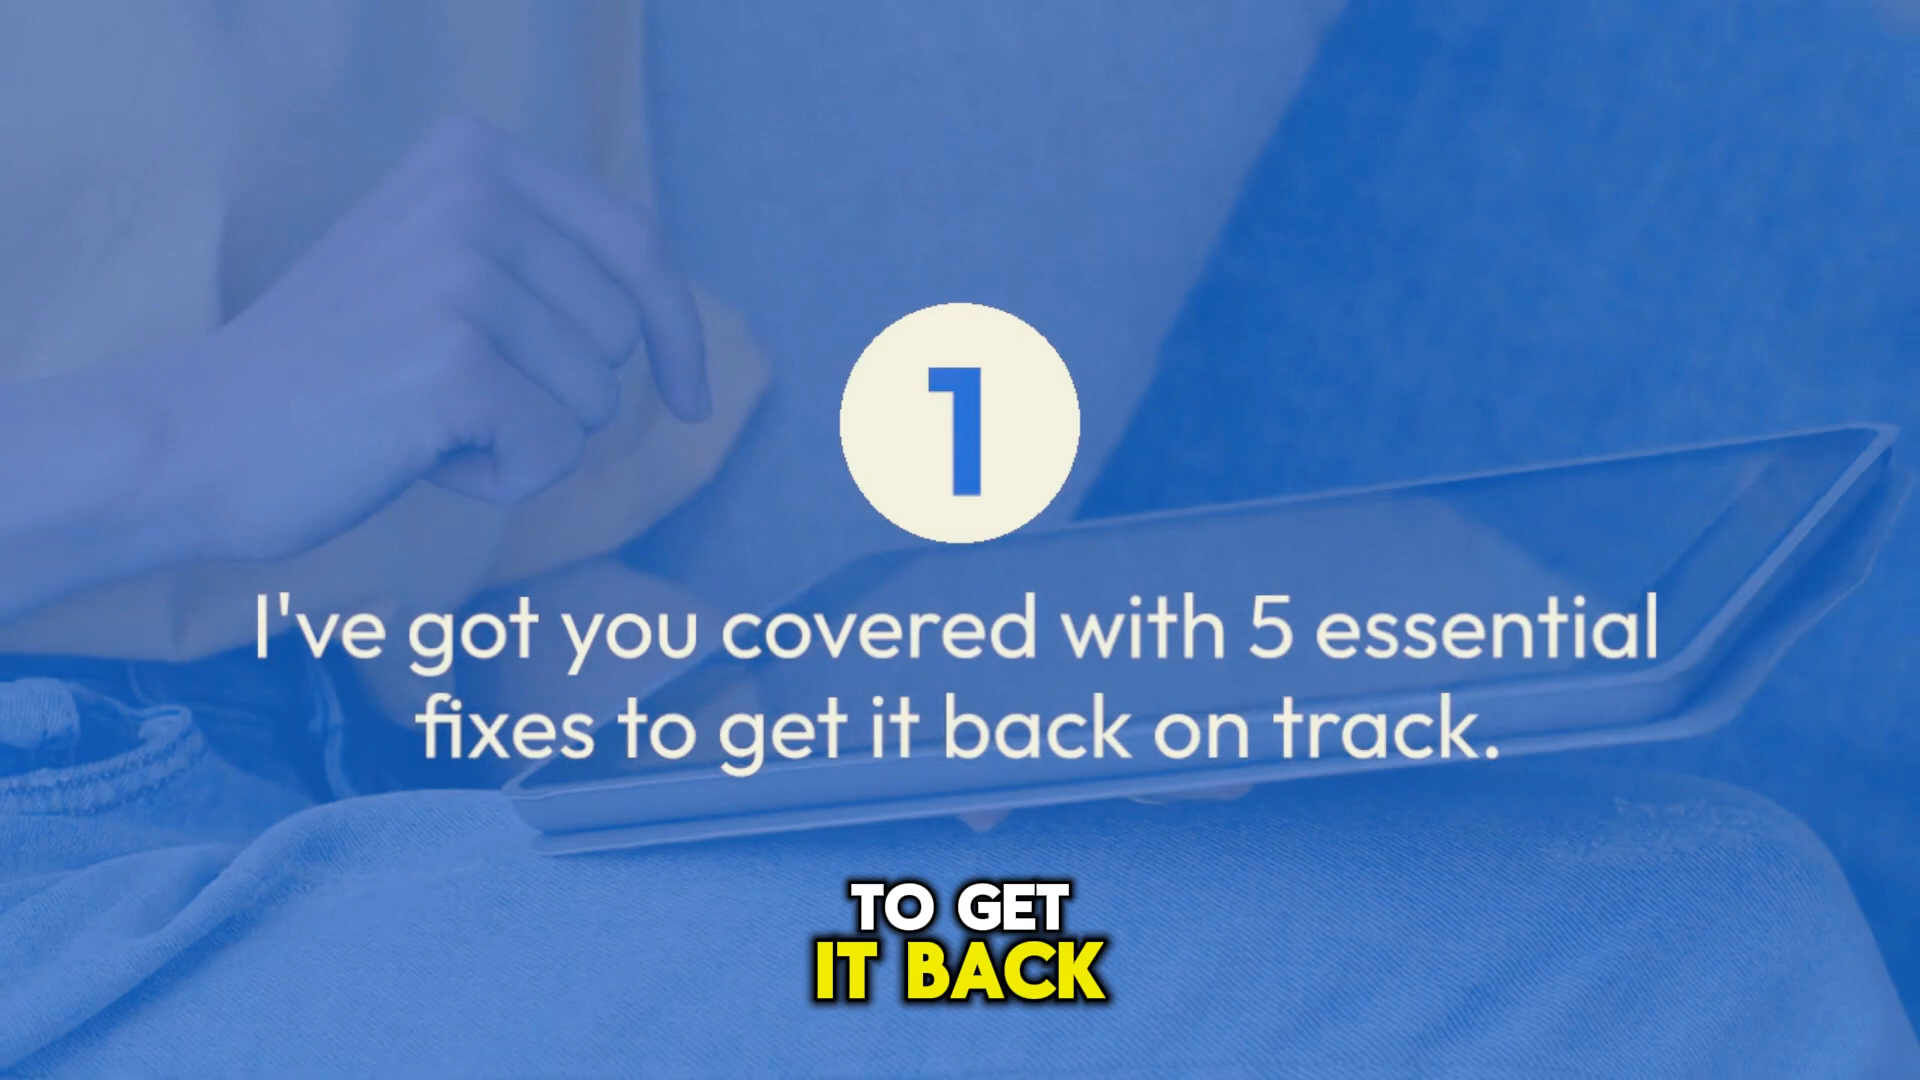 1
I've got you covered with 5 essential
fixes to get it back on track.
TO GET
IT BACK